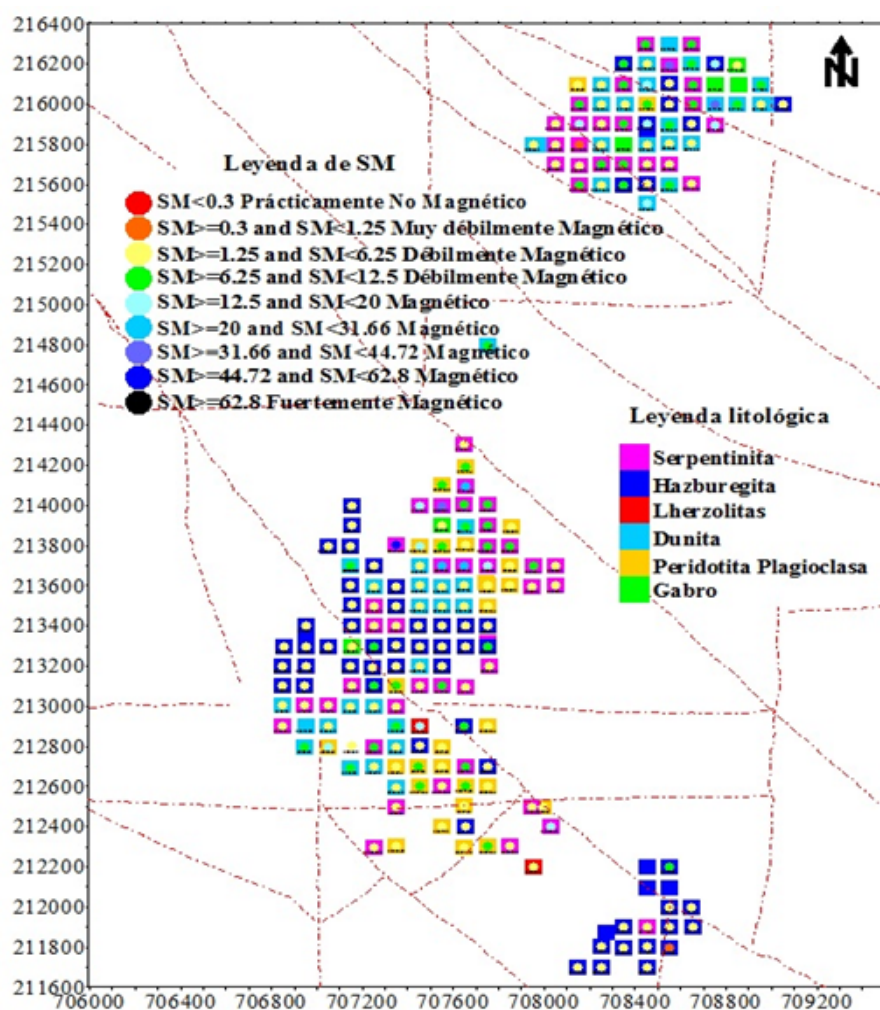 216400
216200
216000
215800
215600
215400
215200
215000
214800
214600
214400
214200
214000
213800
213600
213400
213200
213000
212800
212600
212400
212200
212000
211800
211600
N
Leyenda de SM
SM<0.3 Prácticamente No Magnético
SM>=0.3 and SM<1.25 Muy débilmente Magnético
SM>=1.25 and SM<6.25 Débilmente Magnético
SM>=6.25 and SM<12.5 Débilmente Magnético
SM>=12.5 and SM<20 Magnético
SM>=20 and SM<31.66 Magnético
SM>=31.66 and SM<44.72 Magnético
SM>=44.72 and SM<62.8 Magnético
SM>=62.8 Fuertemente Magnético
Leyenda litológica
Serpentinita
Hazburegita
Lherzolitas
Dunita
Peridotita Plagioclasa
Gabro
706000 706400 706800 707200 707600 708000 708400 708800 709200